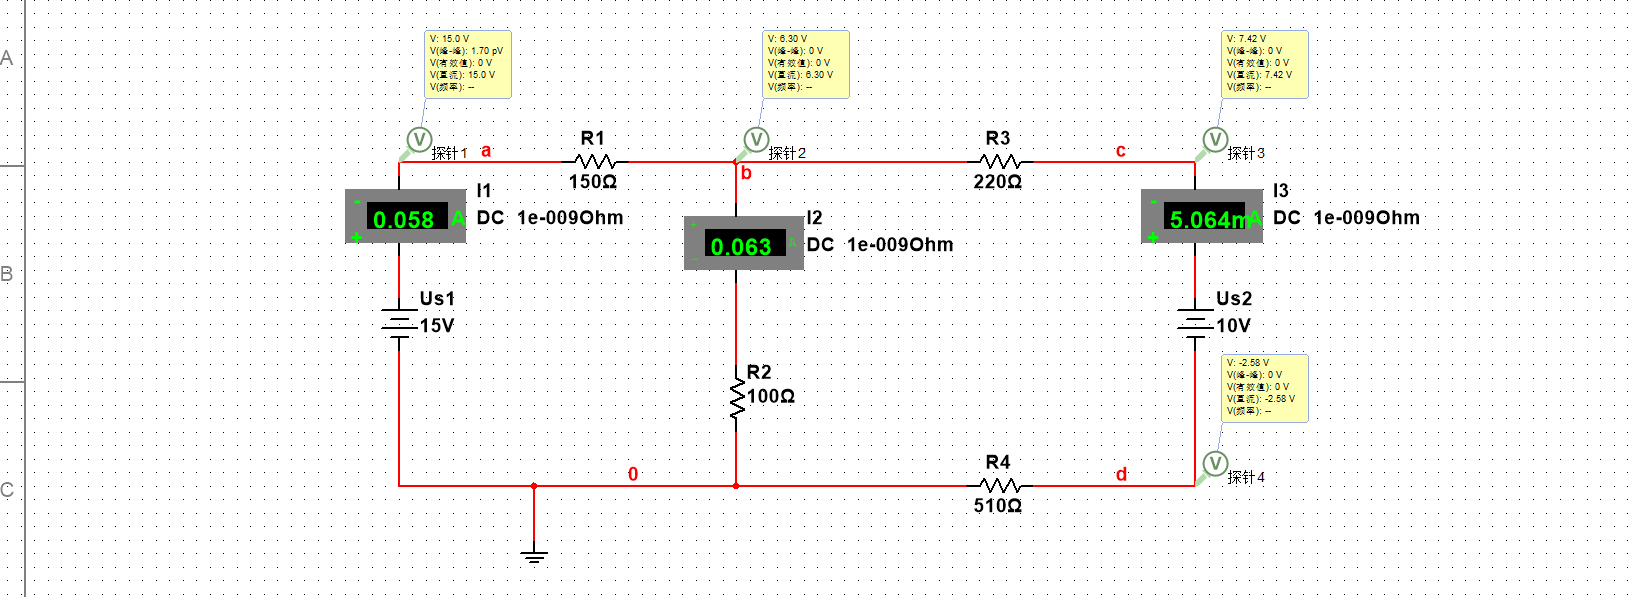 V: 15.0 V
V(峰-峰): 1.70 pV
V(有效值): 0 V
V(直流): 15.0 V
V(频率): --
V: 6.30 V
V(峰-峰): 0 V
V(有效值): 0 V
V(直流): 6.30 V
V(频率): --
V: 7.42 V
V(峰-峰): 0 V
V(有效值): 0 V
V(直流): 7.42 V
V(频率): --
A
V
探针1
a
R1
150Ω
V
探针2
b
R3
220Ω
c
V
探针3
I1
0.058 A
DC 1e-009Ohm
I2
0.063 A
DC 1e-009Ohm
I3
5.064mA
DC 1e-009Ohm
B
Us1
15V
Us2
10V
R2
100Ω
V: -2.58 V
V(峰-峰): 0 V
V(有效值): 0 V
V(直流): -2.58 V
V(频率): --
C
0
R4
510Ω
d
V
探针4